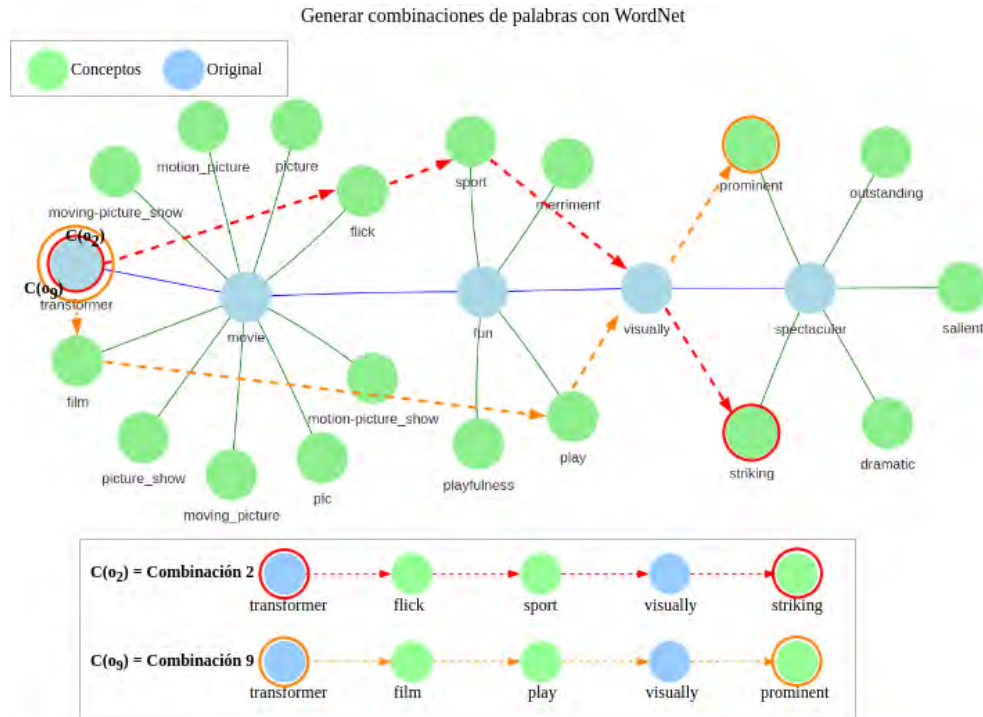 Generar combinaciones de palabras con WordNet
Conceptos Original
motion_picture picture
moving-picture_show
flick
sport
merriment
prominent
outstanding
C(o2)
C(o9)
transformer
movie
fun
visually
spectacular
salient
film
motion-picture_show
picture_show
moving_picture
pic
playfulness
play
striking
dramatic
C(o2) = Combinación 2
transformer flick sport visually striking
C(o9) = Combinación 9
transformer film play visually prominent